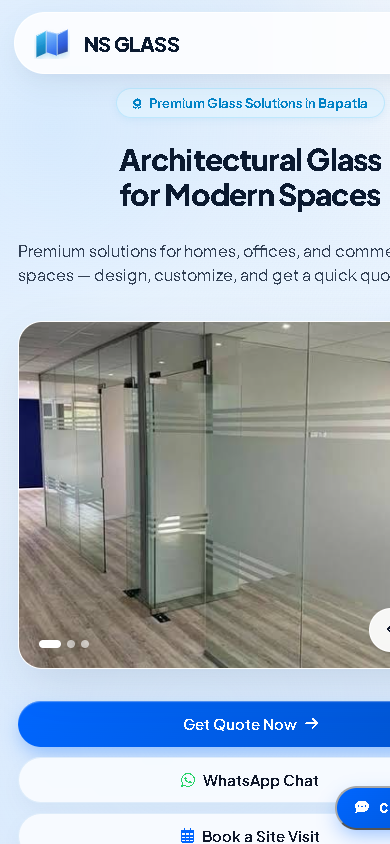 NS GLASS
Premium Glass Solutions in Bapatla
Architectural Glass
for Modern Spaces
Premium solutions for homes, offices, and comme
spaces — design, customize, and get a quick quo
Get Quote Now
WhatsApp Chat
Book a Site Visit